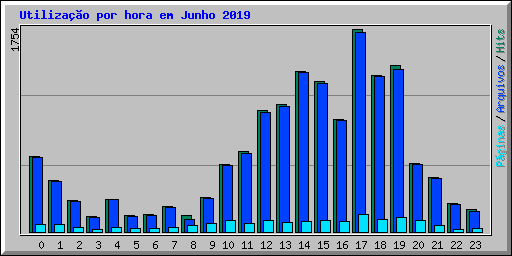 Utilização por hora em Junho 2019
1754
Páginas / Arquivos / Hits
0 1 2 3 4 5 6 7 8 9 10 11 12 13 14 15 16 17 18 19 20 21 22 23